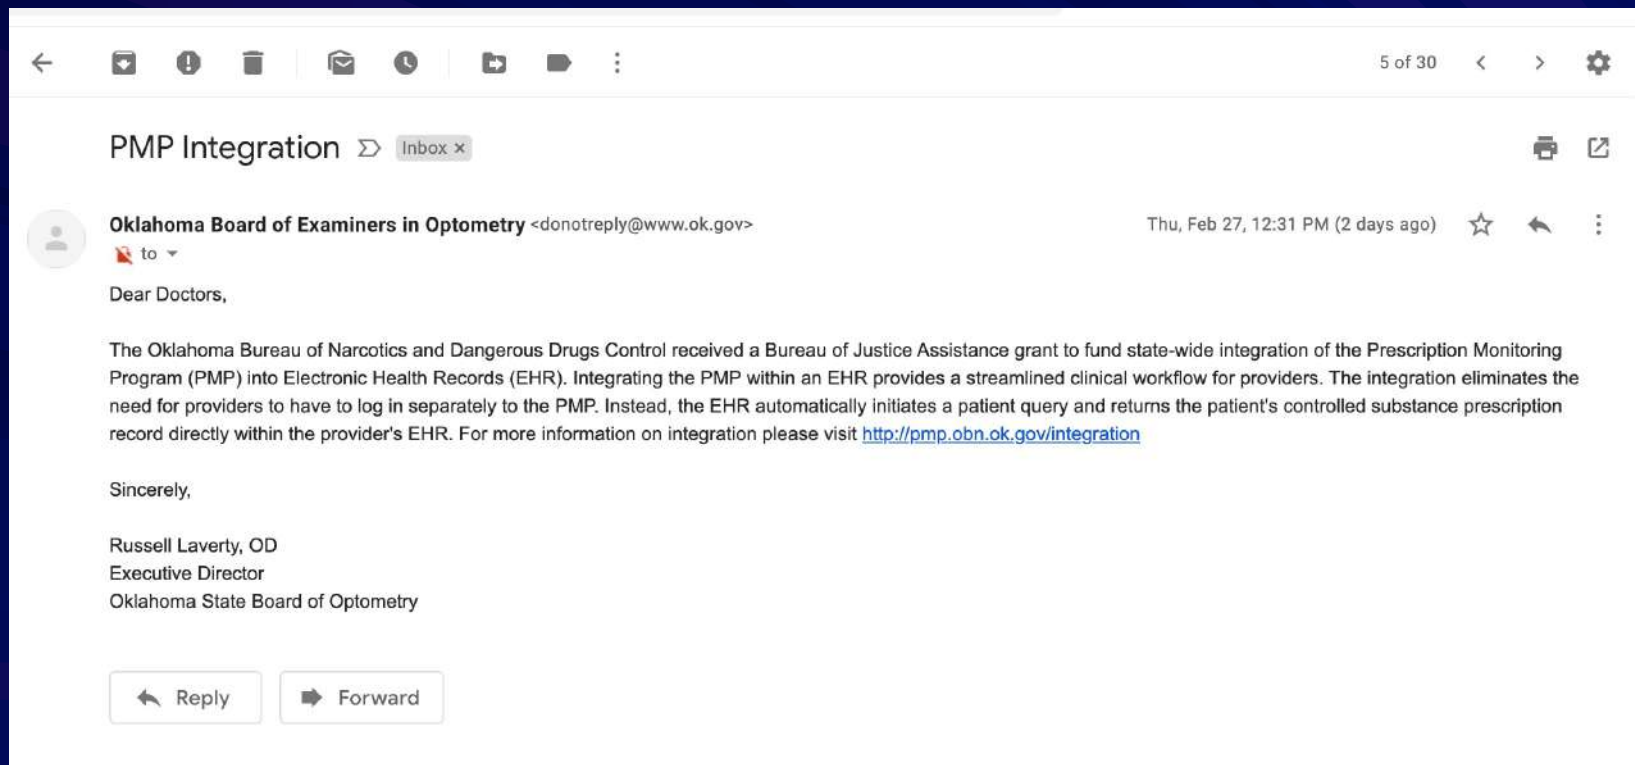 5 of 30
PMP Integration Inbox ×
Oklahoma Board of Examiners in Optometry <donotreply@www.ok.gov> Thu, Feb 27, 12:31 PM (2 days ago)
to
Dear Doctors,
The Oklahoma Bureau of Narcotics and Dangerous Drugs Control received a Bureau of Justice Assistance grant to fund state-wide integration of the Prescription Monitoring
Program (PMP) into Electronic Health Records (EHR). Integrating the PMP within an EHR provides a streamlined clinical workflow for providers. The integration eliminates the
need for providers to have to log in separately to the PMP. Instead, the EHR automatically initiates a patient query and returns the patient's controlled substance prescription
record directly within the provider's EHR. For more information on integration please visit http://pmp.obn.ok.gov/integration
Sincerely,
Russell Laverty, OD
Executive Director
Oklahoma State Board of Optometry
Reply Forward